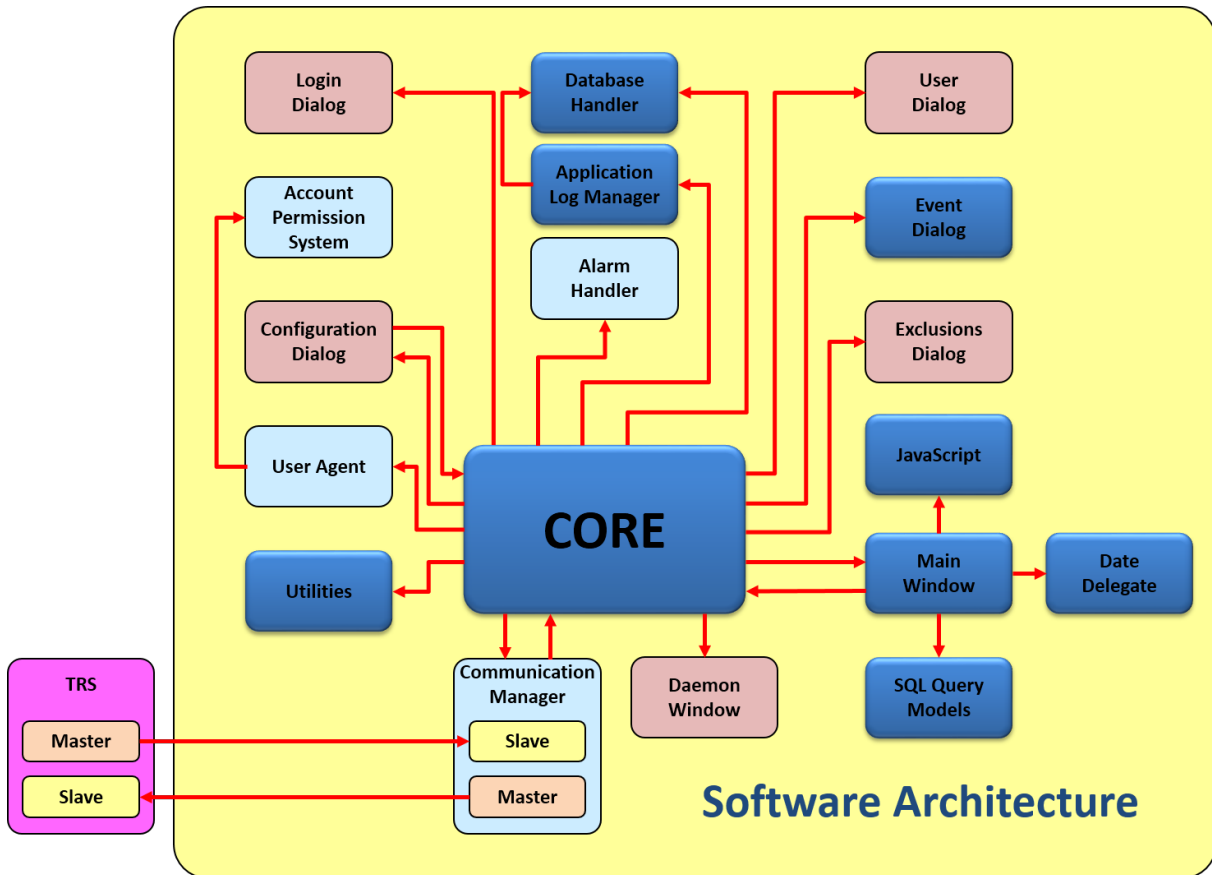 Login
Dialog
Database
Handler
User
Dialog
Application
Log Manager
Account
Permission
System
Event
Dialog
Alarm
Handler
Configuration
Dialog
Exclusions
Dialog
User Agent
JavaScript
CORE
Utilities
Main
Window
Date
Delegate
TRS
Master
Slave
Communication
Manager
Slave
Master
Daemon
Window
SQL Query
Models
Software Architecture